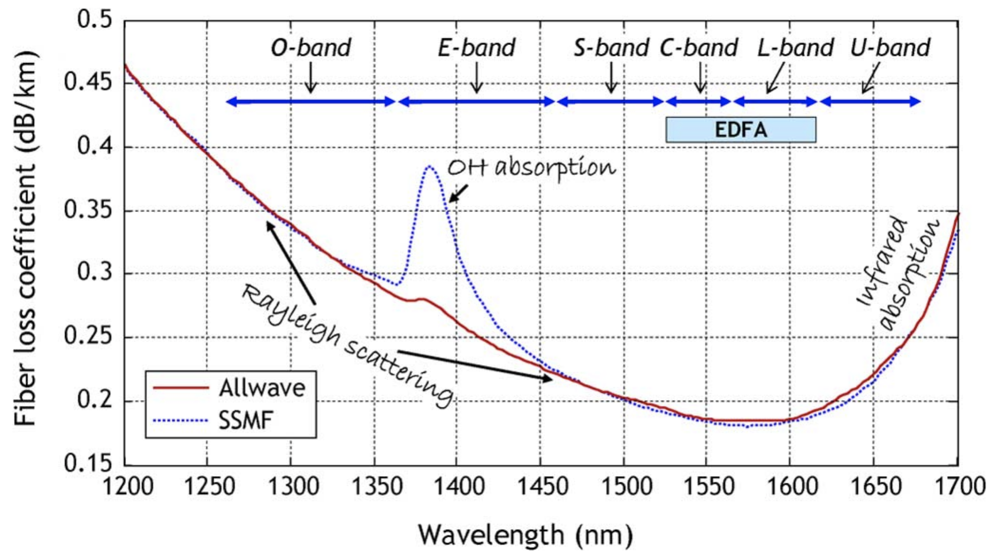 Fiber loss coefficient (dB/km)
0.5
0.45
0.4
0.35
0.3
0.25
0.2
0.15
O-band
E-band
S-band
C-band
L-band
U-band
EDFA
OH absorption
Rayleigh scattering
Infrared
absorption
Allwave
SSMF
1200
1250
1300
1350
1400
1450
1500
1550
1600
1650
1700
Wavelength (nm)